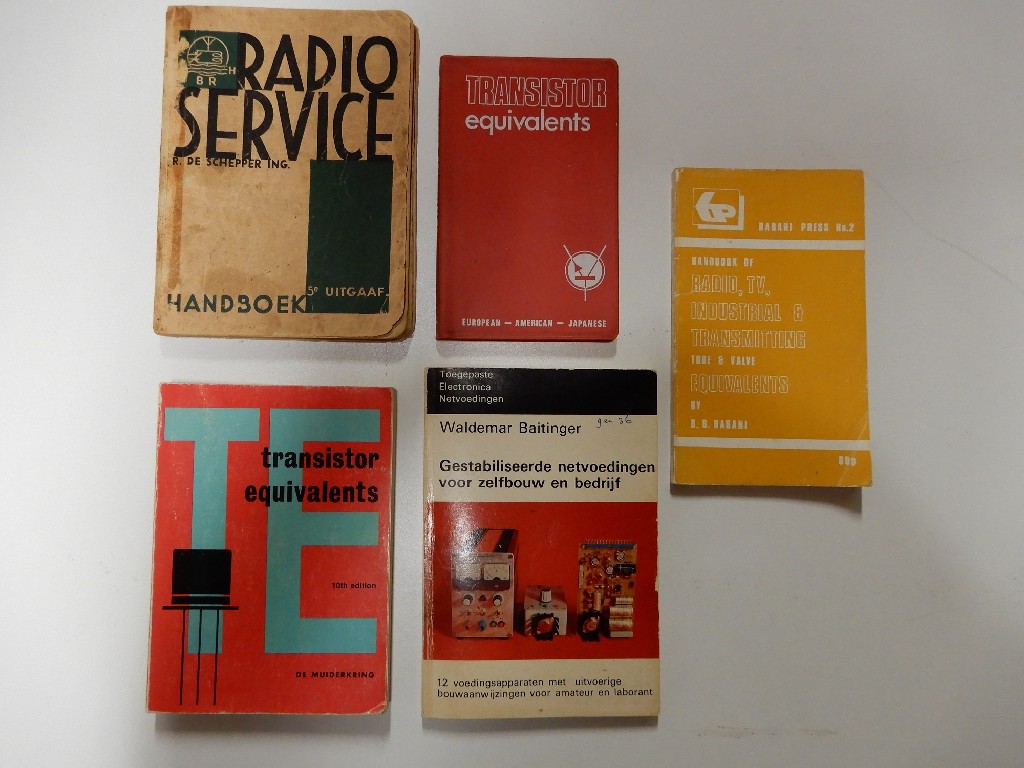 RADIO
H
BR
SERVICE
R. DE SCHEPPER ING.
5e UITGAAF
HANDBOEK
TRANSISTOR
equivalents
EUROPEAN — AMERICAN — JAPANESE
bp
BABANI PRESS No.2
HANDBOOK OF
RADIO, TV,
INDUSTRIAL &
TRANSMITTING
TUBE & VALVE
EQUIVALENTS
BY
B. B. BABANI
60p
TE
transistor
equivalents
10th edition
DE MUIDERKRING
Toegepaste
Electronica
Netvoedingen
Waldemar Baitinger
Gestabiliseerde netvoedingen
voor zelfbouw en bedrijf
12 voedingsapparaten met uitvoerige
bouwaanwijzingen voor amateur en laborant